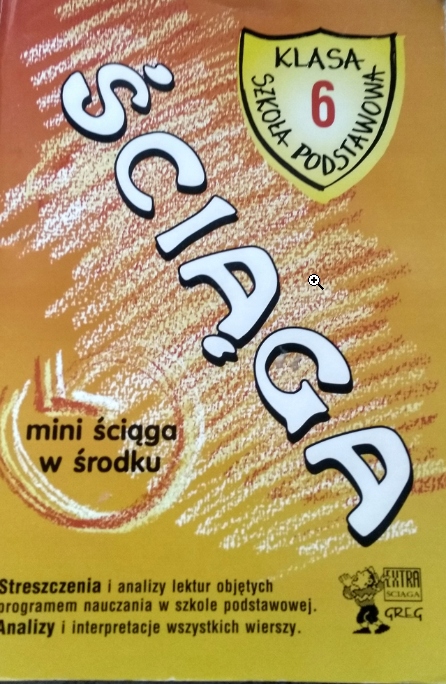 KLASA
6
SZKOŁA PODSTAWOWA
ŚCIĄGA
mini ściąga
w środku
Streszczenia i analizy lektur objętych
programem nauczania w szkole podstawowej.
Analizy i interpretacje wszystkich wierszy.
EXTRA
ŚCIĄGA
GREG